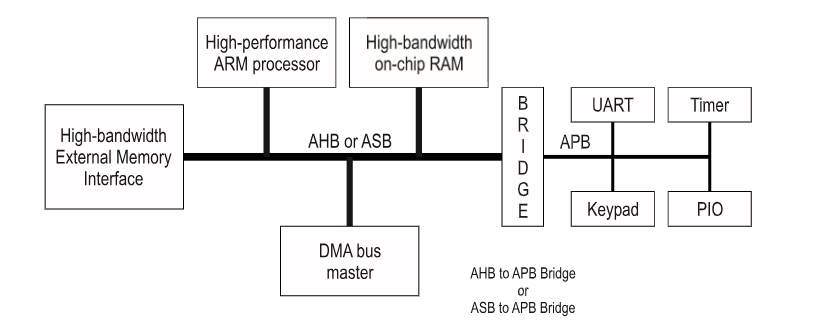 High-performance
ARM processor
High-bandwidth
on-chip RAM
High-bandwidth
External Memory
Interface
AHB or ASB
B
R
I
D
G
E
APB
UART
Timer
Keypad
PIO
DMA bus
master
AHB to APB Bridge
or
ASB to APB Bridge